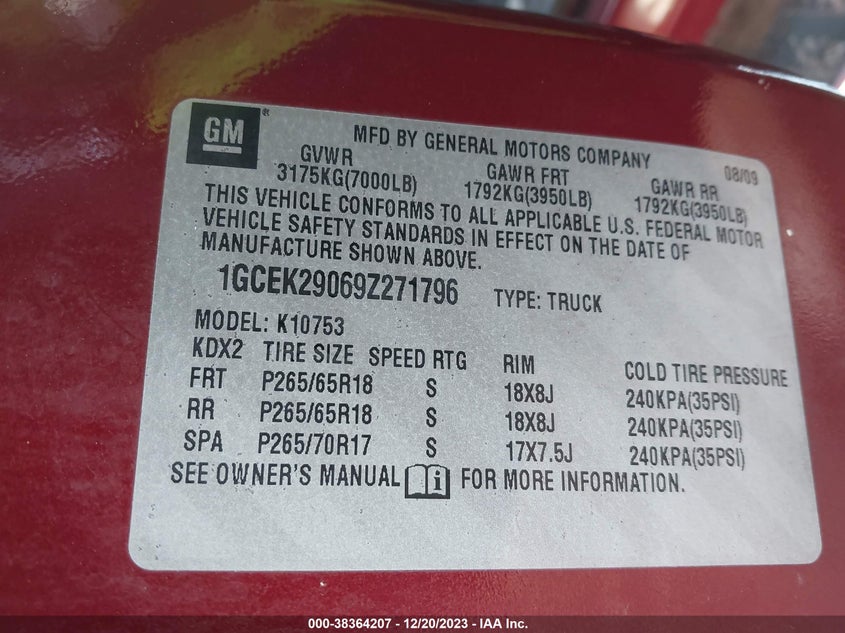 GM®
MFD BY GENERAL MOTORS COMPANY 08/09
GVWR GAWR FRT GAWR RR
3175KG(7000LB) 1792KG(3950LB) 1792KG(3950LB)
THIS VEHICLE CONFORMS TO ALL APPLICABLE U.S. FEDERAL MOTOR
VEHICLE SAFETY STANDARDS IN EFFECT ON THE DATE OF
MANUFACTURE SHOWN ABOVE.
1GCEK29069Z271796 TYPE: TRUCK
MODEL: K10753
KDX2 TIRE SIZE SPEED RTG RIM COLD TIRE PRESSURE
FRT P265/65R18 S 18X8J 240KPA(35PSI)
RR P265/65R18 S 18X8J 240KPA(35PSI)
SPA P265/70R17 S 17X7.5J 240KPA(35PSI)
SEE OWNER'S MANUAL FOR MORE INFORMATION.
000-38364207 - 12/20/2023 - IAA Inc.